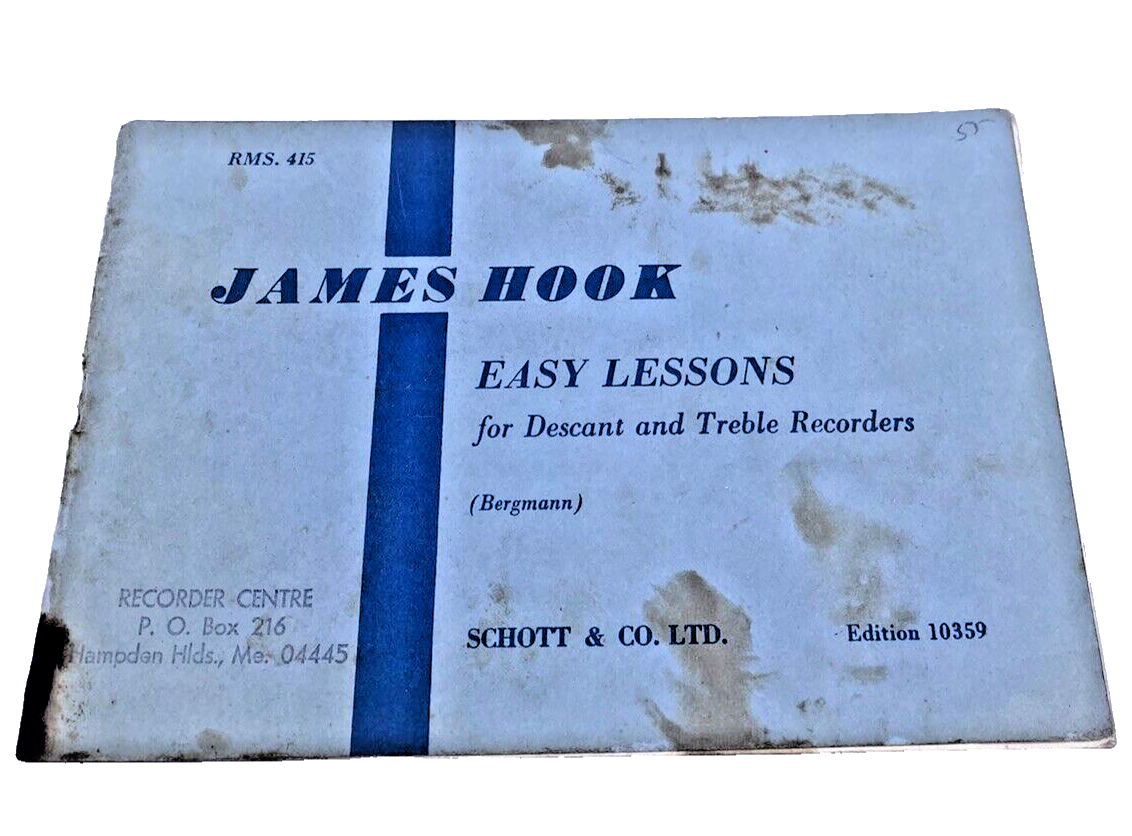 RMS. 415
55
JAMES HOOK
EASY LESSONS
for Descant and Treble Recorders
(Bergmann)
RECORDER CENTRE
P. O. Box 216
Hampden Hlds., Me. 04445
SCHOTT & CO. LTD.
Edition 10359